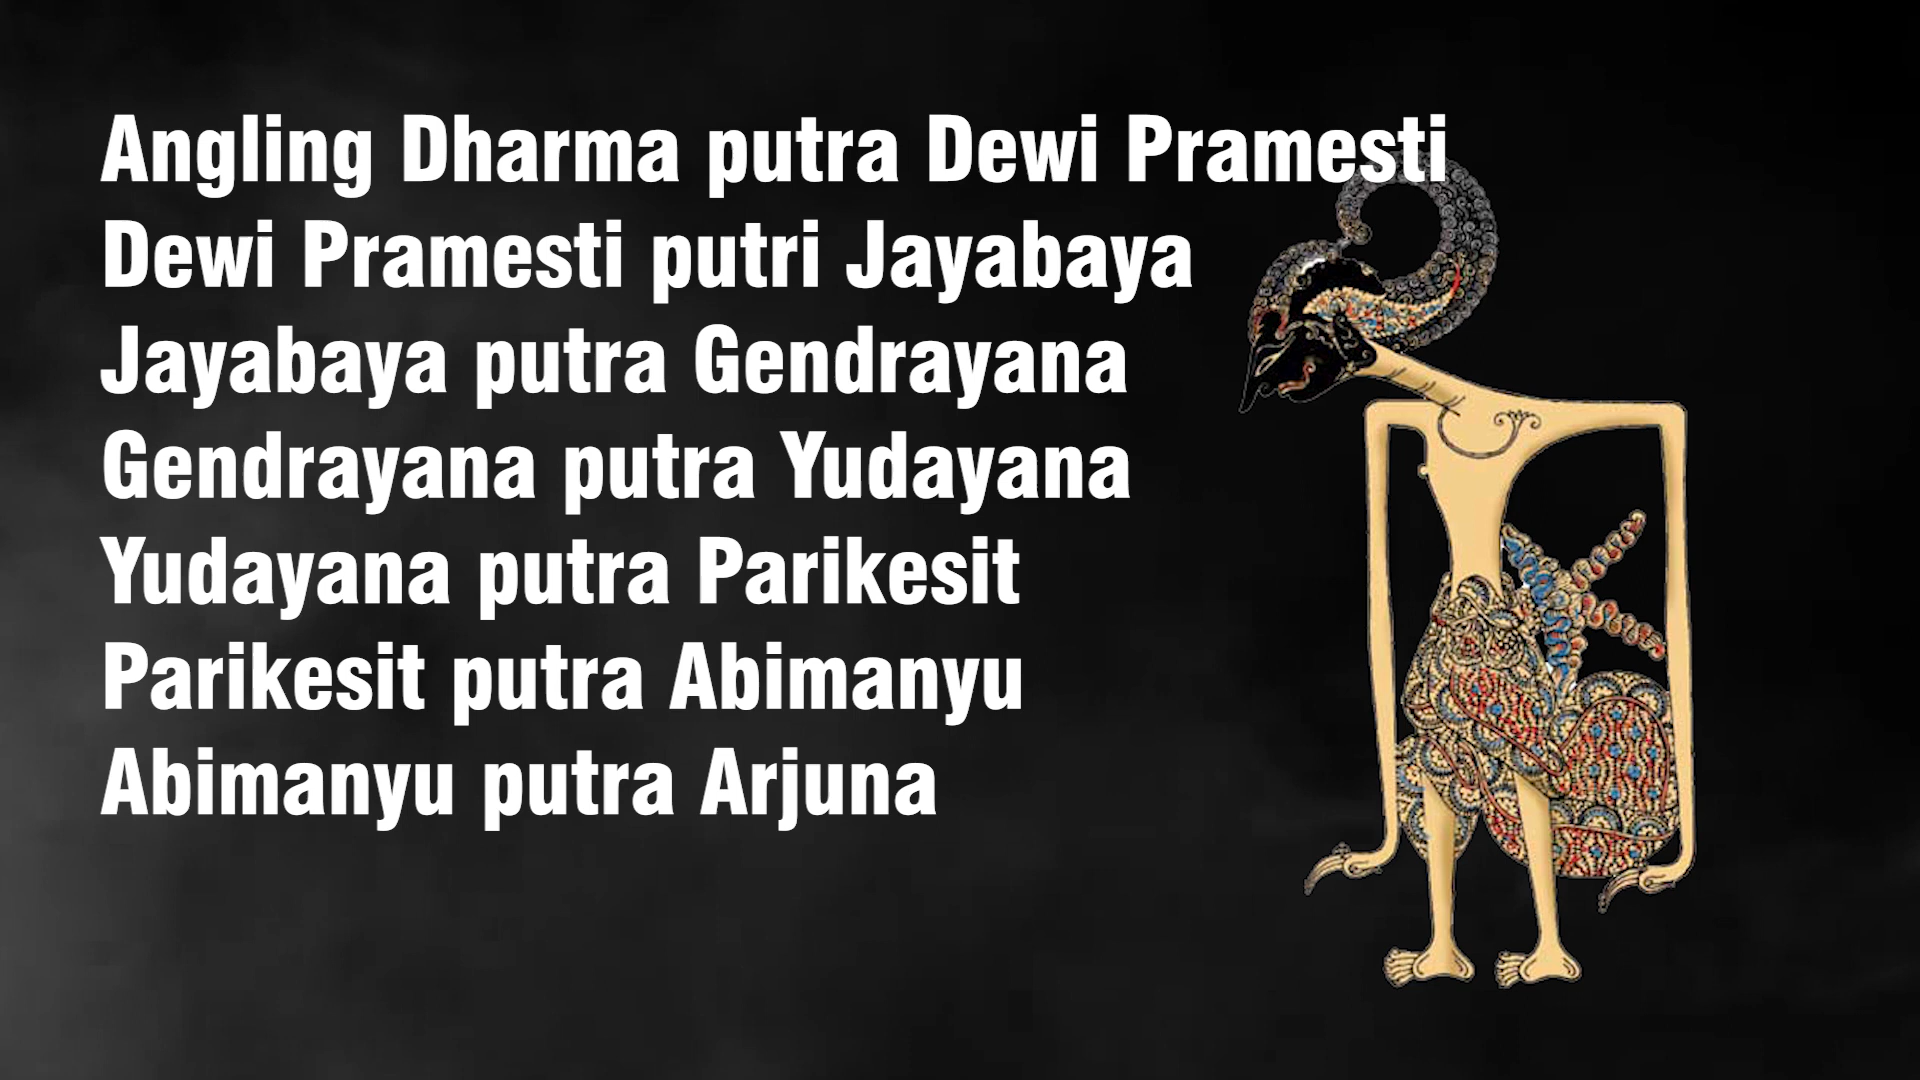 Angling Dharma putra Dewi Pramesti
Dewi Pramesti putri Jayabaya
Jayabaya putra Gendrayana
Gendrayana putra Yudayana
Yudayana putra Parikesit
Parikesit putra Abimanyu
Abimanyu putra Arjuna